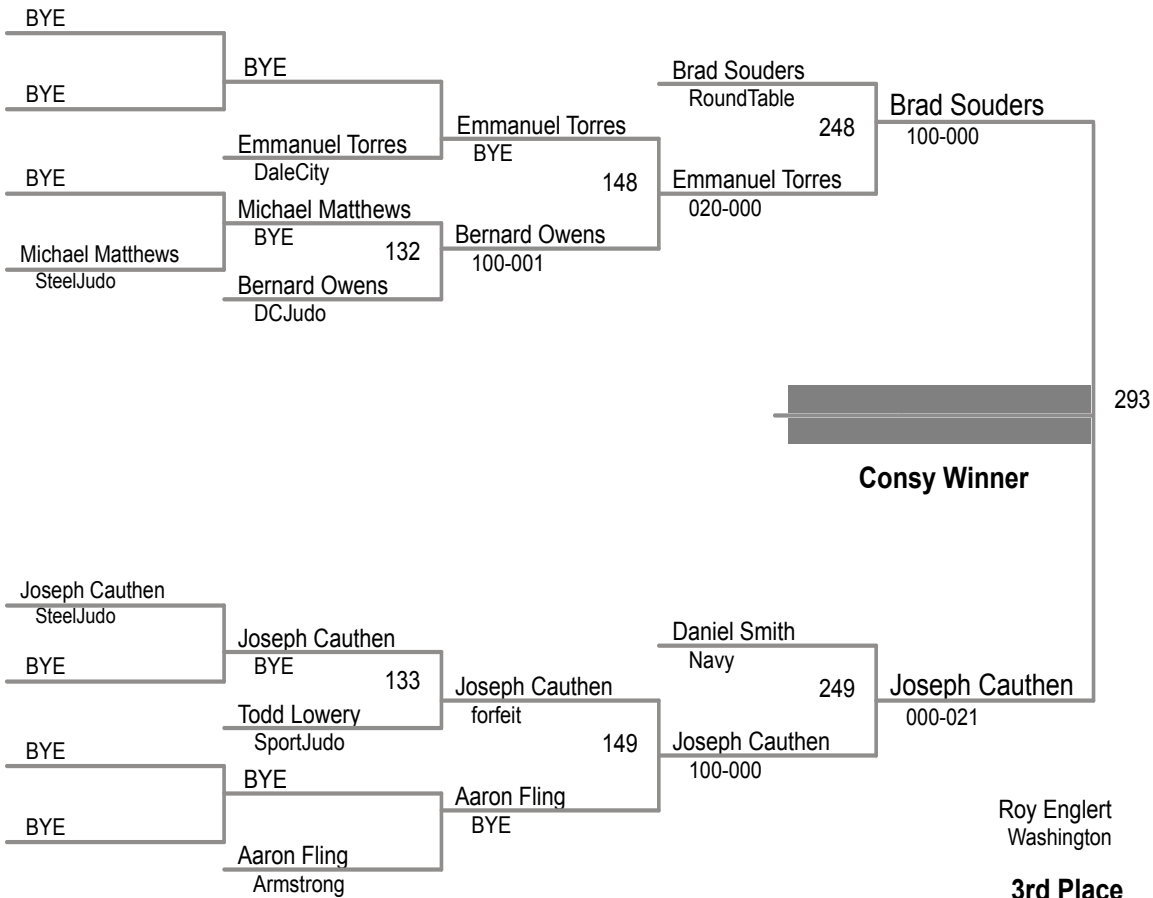 BYE
BYE
BYE
Brad Souders
RoundTable
248
Brad Souders
100-000
Emmanuel Torres
DaleCity
Emmanuel Torres
BYE
148
Emmanuel Torres
020-000
BYE
Michael Matthews
BYE
132
Bernard Owens
100-001
Michael Matthews
SteelJudo
Bernard Owens
DCJudo
293
Consy Winner
Joseph Cauthen
SteelJudo
Joseph Cauthen
BYE
133
BYE
Joseph Cauthen
forfeit
Daniel Smith
Navy
249
Joseph Cauthen
000-021
Todd Lowery
SportJudo
149
Joseph Cauthen
100-000
BYE
BYE
Aaron Fling
BYE
BYE
Aaron Fling
Armstrong
Roy Englert
Washington
3rd Place